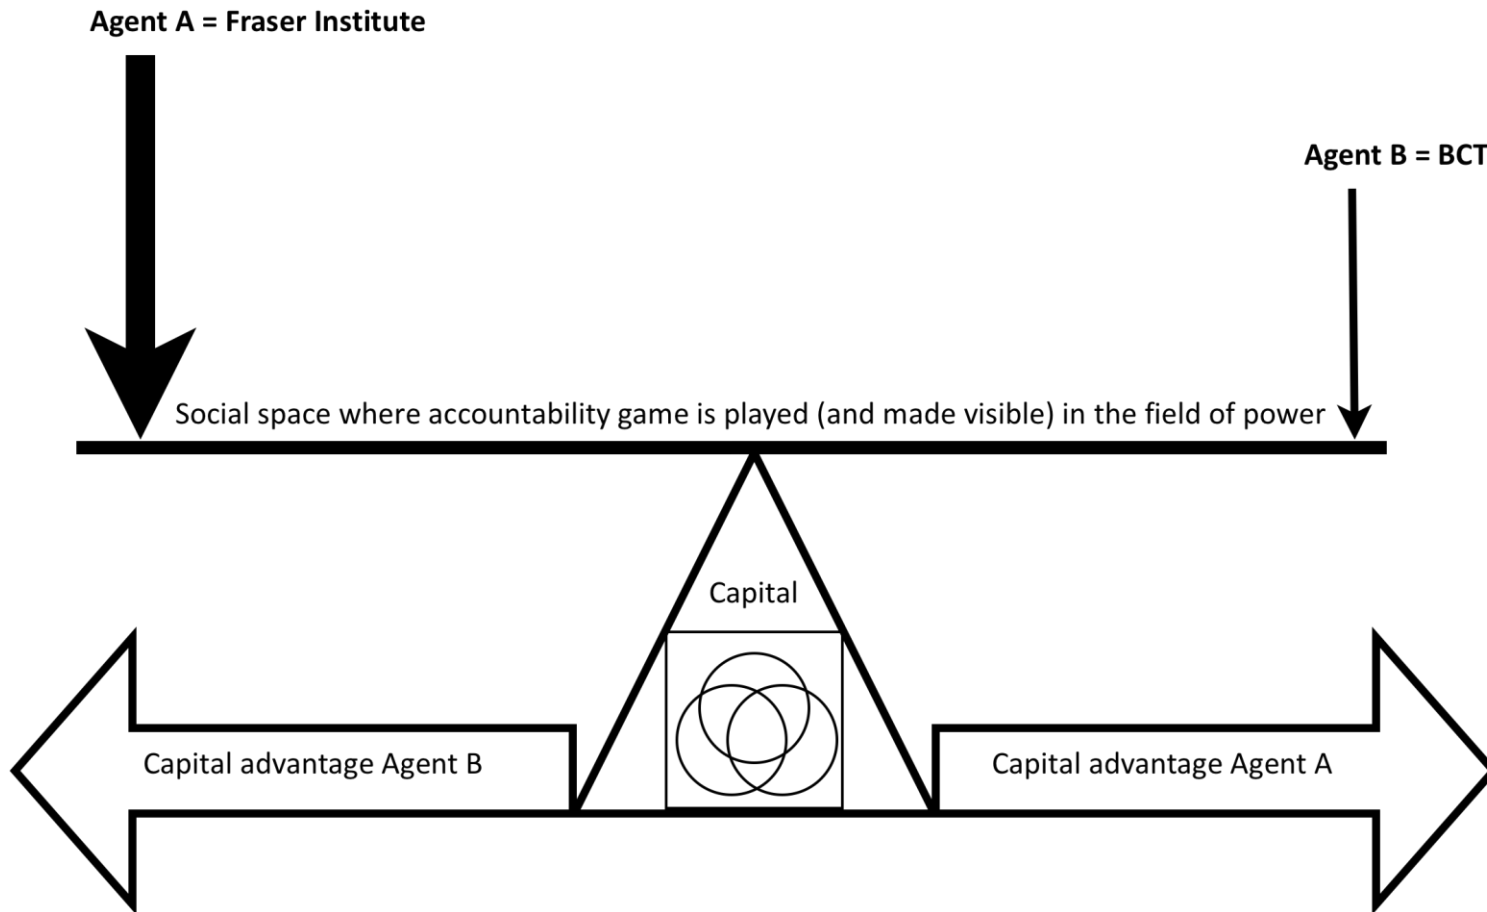 Agent A = Fraser Institute
Agent B = BCT
Social space where accountability game is played (and made visible) in the field of power
Capital
Capital advantage Agent B
Capital advantage Agent A